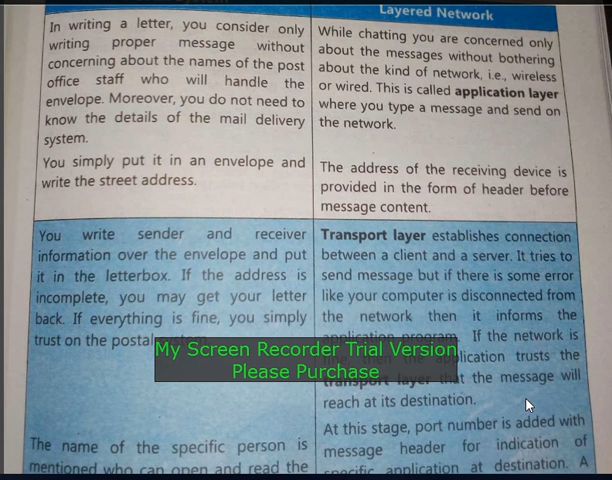 Layered Network
In writing a letter, you consider only
writing proper message without
concerning about the names of the post
office staff who will handle the
envelope. Moreover, you do not need to
know the details of the mail delivery
system.
You simply put it in an envelope and
write the street address.
While chatting you are concerned only
about the messages without bothering
about the kind of network, i.e., wireless
or wired. This is called application layer
where you type a message and send on
the network.
The address of the receiving device is
provided in the form of header before
message content.
You write sender and receiver
information over the envelope and put
it in the letterbox. If the address is
incomplete, you may get your letter
back. If everything is fine, you simply
trust on the postal
Transport layer establishes connection
between a client and a server. It tries to
send message but if there is some error
like your computer is disconnected from
the network then it informs the
application program. If the network is
then the application trusts the
transport layer that the message will
reach at its destination.
My Screen Recorder Trial Version
Please Purchase
The name of the specific person is
mentioned who can open and read the
At this stage, port number is added with
message header for indication of
specific application at destination. A